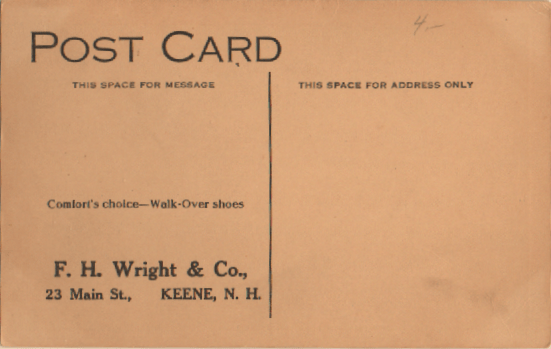 4—
POST CARD
THIS SPACE FOR MESSAGE
THIS SPACE FOR ADDRESS ONLY
Comfort's choice—Walk-Over shoes
F. H. Wright & Co.,
23 Main St., KEENE, N. H.